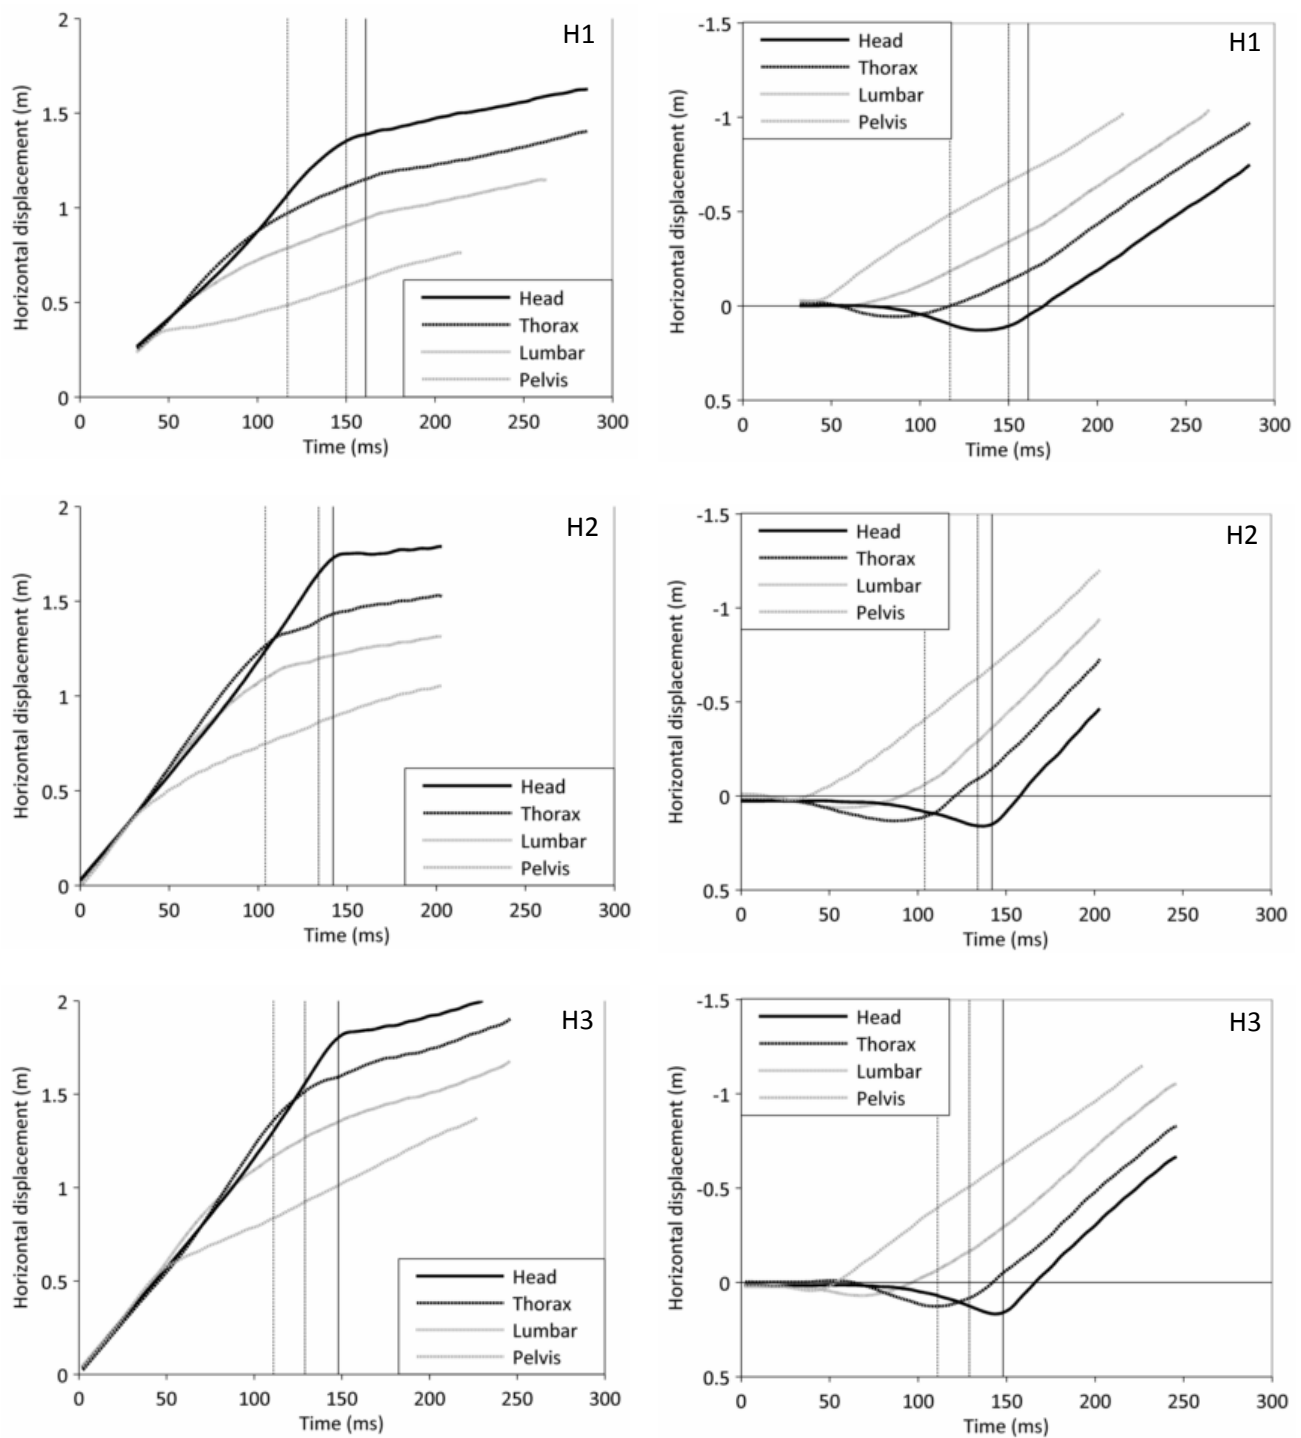 H1
2
1.5
1
0.5
0
0 50 100 150 200 250 300
Horizontal displacement (m)
Time (ms)
Head
Thorax
Lumbar
Pelvis
H1
-1.5
-1
-0.5
0
0.5
0 50 100 150 200 250 300
Horizontal displacement (m)
Time (ms)
Head
Thorax
Lumbar
Pelvis
H2
2
1.5
1
0.5
0
0 50 100 150 200 250 300
Horizontal displacement (m)
Time (ms)
Head
Thorax
Lumbar
Pelvis
H2
-1.5
-1
-0.5
0
0.5
0 50 100 150 200 250 300
Horizontal displacement (m)
Time (ms)
Head
Thorax
Lumbar
Pelvis
H3
2
1.5
1
0.5
0
0 50 100 150 200 250 300
Horizontal displacement (m)
Time (ms)
Head
Thorax
Lumbar
Pelvis
H3
-1.5
-1
-0.5
0
0.5
0 50 100 150 200 250 300
Horizontal displacement (m)
Time (ms)
Head
Thorax
Lumbar
Pelvis